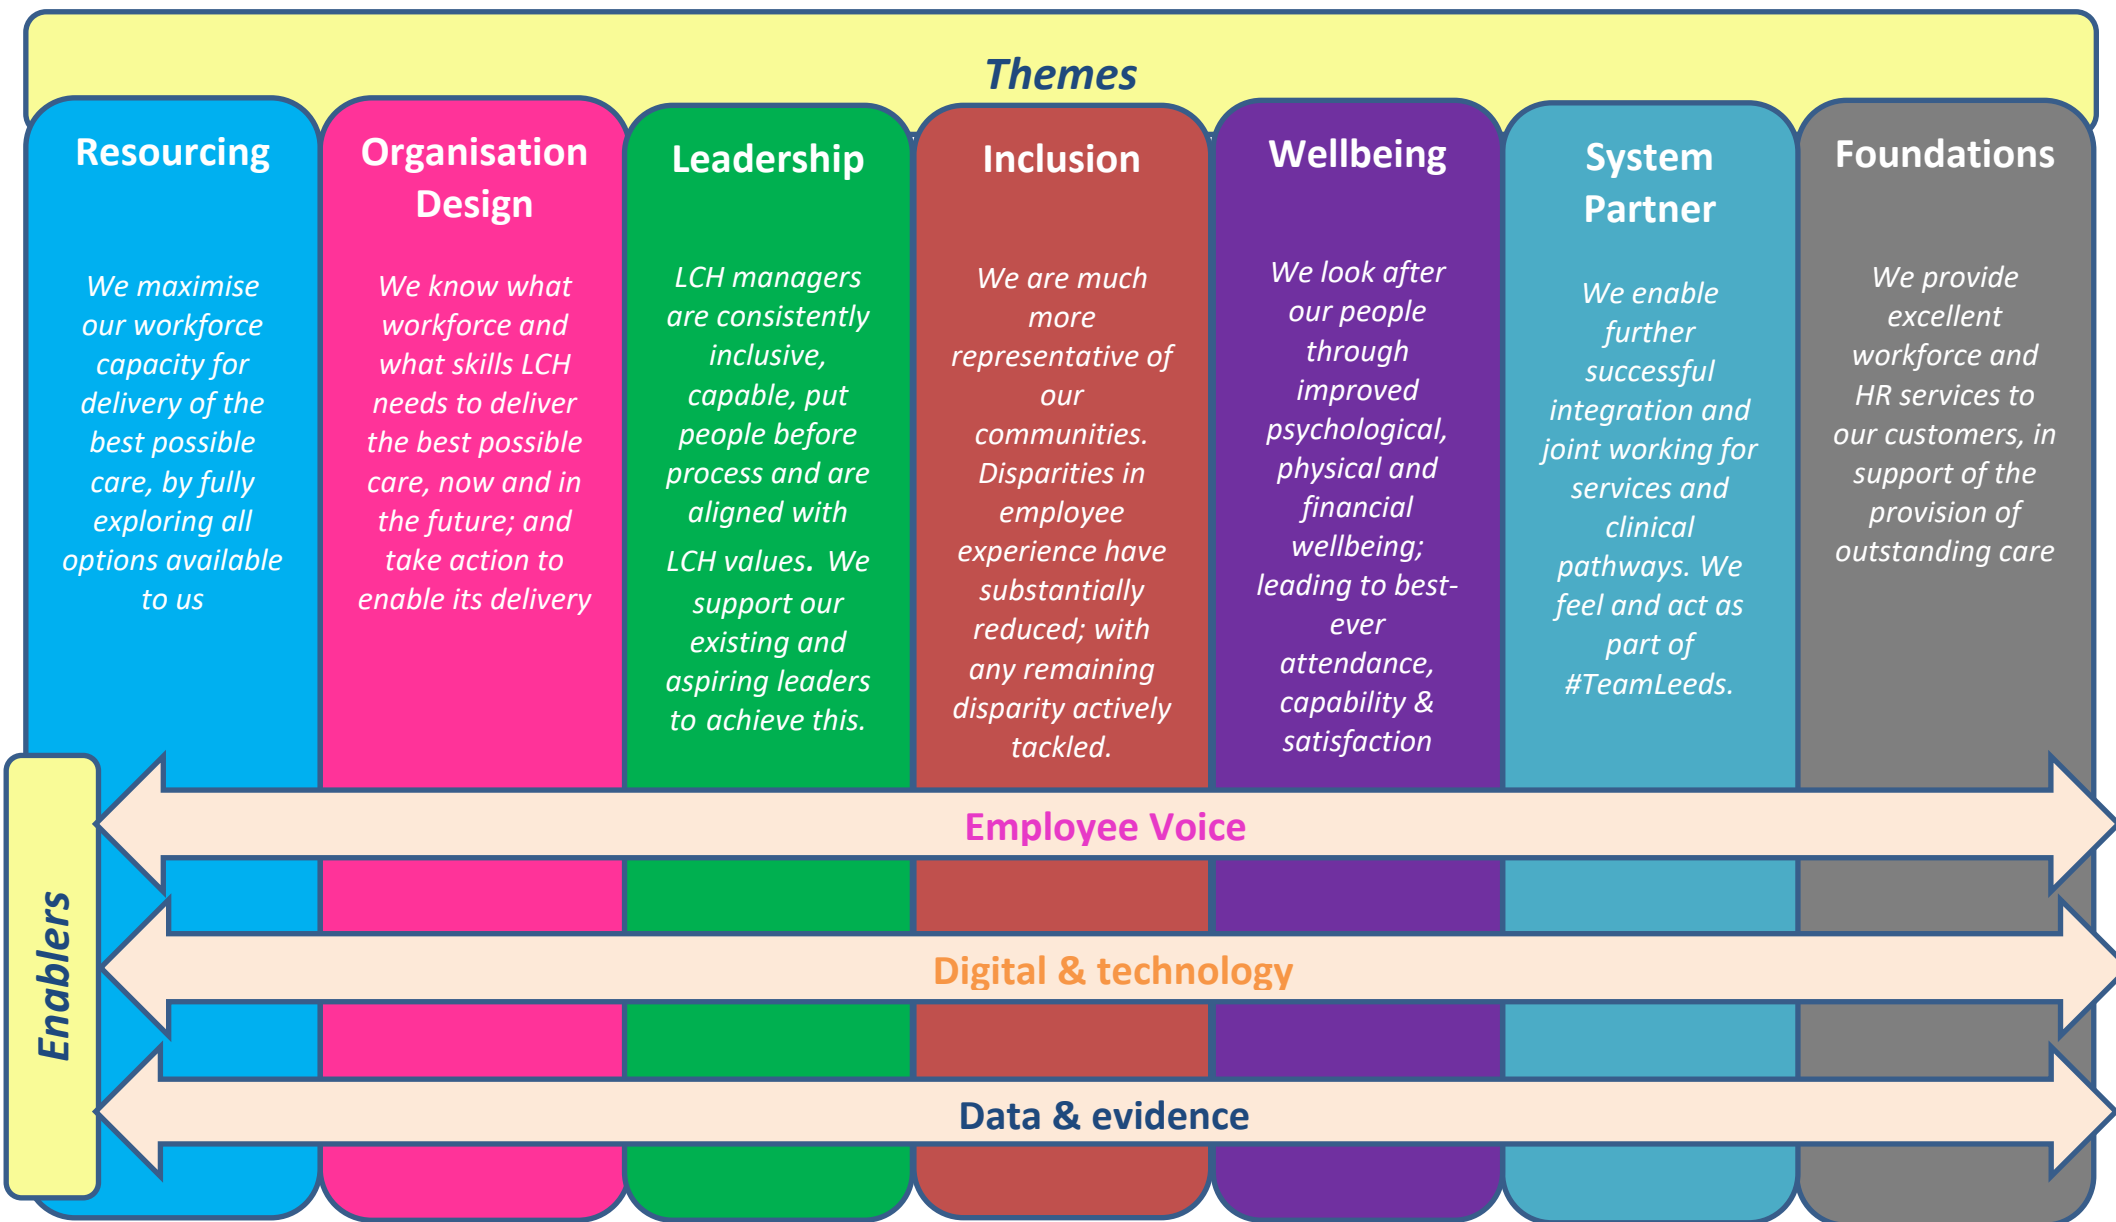 Themes
Resourcing
We maximise
our workforce
capacity for
delivery of the
best possible
care, by fully
exploring all
options available
to us
Organisation
Design
We know what
workforce and
what skills LCH
needs to deliver
the best possible
care, now and in
the future; and
take action to
enable its delivery
Leadership
LCH managers
are consistently
inclusive,
capable, put
people before
process and are
aligned with
LCH values. We
support our
existing and
aspiring leaders
to achieve this.
Inclusion
We are much
more
representative of
our
communities.
Disparities in
employee
experience have
substantially
reduced; with
any remaining
disparity actively
tackled.
Wellbeing
We look after
our people
through
improved
psychological,
physical and
financial
wellbeing;
leading to best-
ever
attendance,
capability &
satisfaction
System
Partner
We enable
further
successful
integration and
joint working for
services and
clinical
pathways. We
feel and act as
part of
#TeamLeeds.
Foundations
We provide
excellent
workforce and
HR services to
our customers, in
support of the
provision of
outstanding care
Enablers
Employee Voice
Digital & technology
Data & evidence